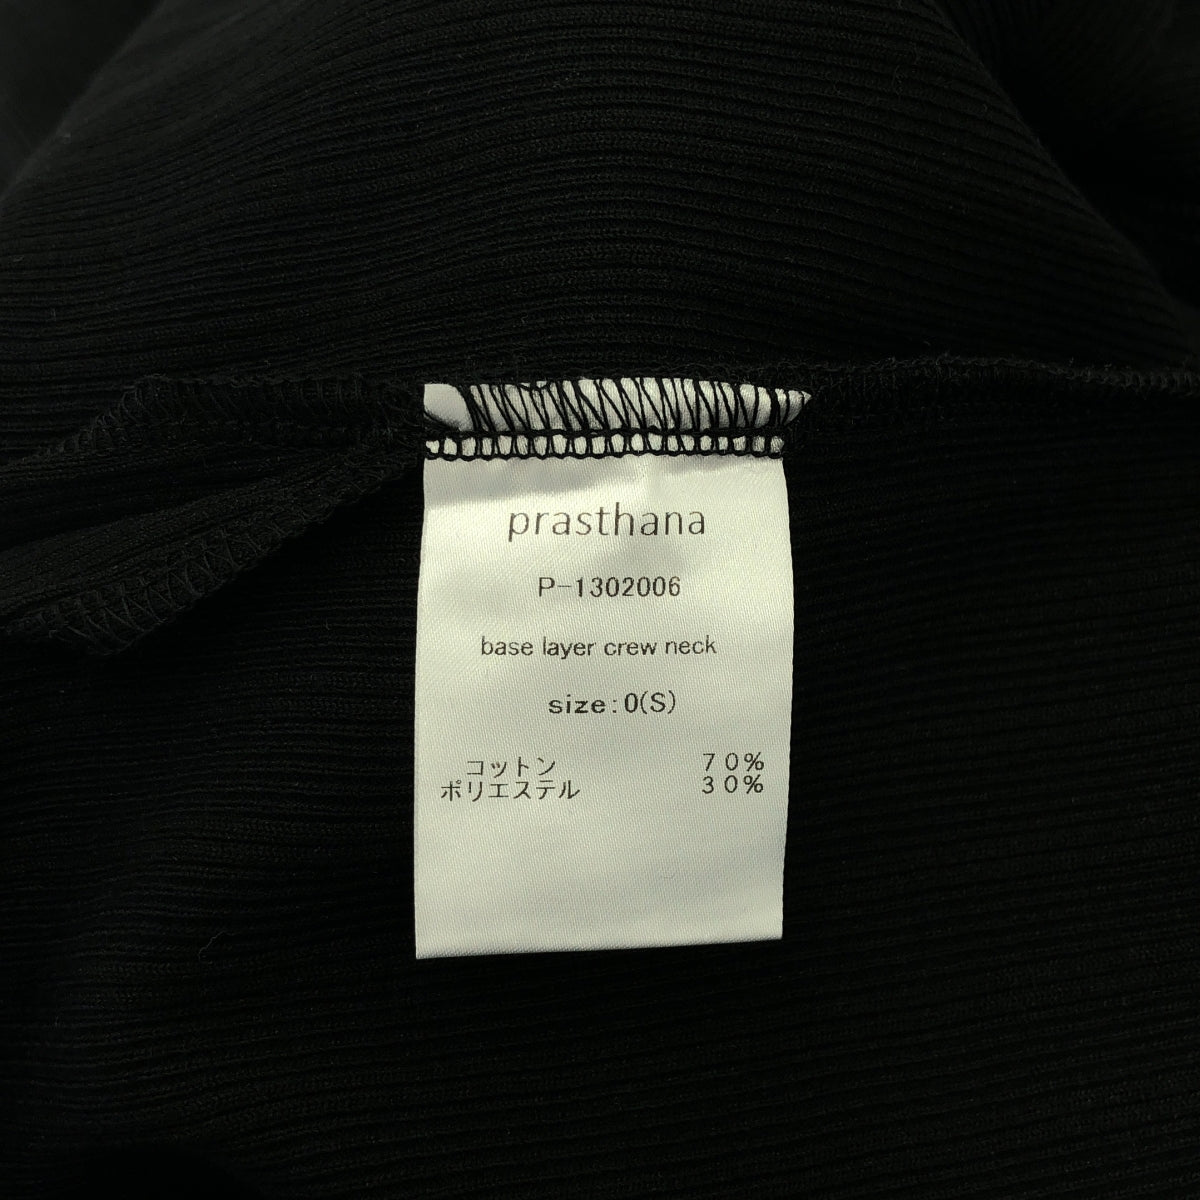 prasthana
P-1302006
base layer crew neck
size:0(S)
コットン 70%
ポリエステル 30%